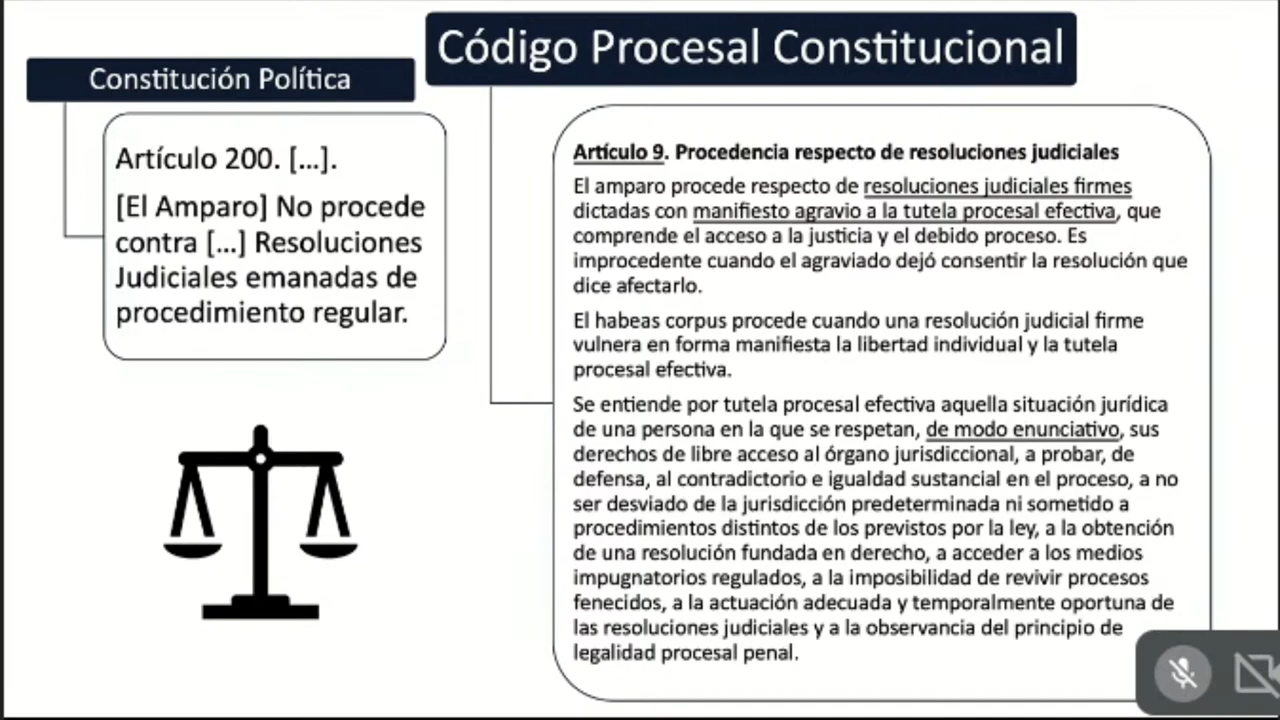 Código Procesal Constitucional
Constitución Política
Artículo 200. [...].
[El Amparo] No procede
contra [...] Resoluciones
Judiciales emanadas de
procedimiento regular.
Artículo 9. Procedencia respecto de resoluciones judiciales
El amparo procede respecto de resoluciones judiciales firmes
dictadas con manifiesto agravio a la tutela procesal efectiva, que
comprende el acceso a la justicia y el debido proceso. Es
improcedente cuando el agraviado dejó consentir la resolución que
dice afectarlo.
El habeas corpus procede cuando una resolución judicial firme
vulnera en forma manifiesta la libertad individual y la tutela
procesal efectiva.
Se entiende por tutela procesal efectiva aquella situación jurídica
de una persona en la que se respetan, de modo enunciativo, sus
derechos de libre acceso al órgano jurisdiccional, a probar, de
defensa, al contradictorio e igualdad sustancial en el proceso, a no
ser desviado de la jurisdicción predeterminada ni sometido a
procedimientos distintos de los previstos por la ley, a la obtención
de una resolución fundada en derecho, a acceder a los medios
impugnatorios regulados, a la imposibilidad de revivir procesos
fenecidos, a la actuación adecuada y temporalmente oportuna de
las resoluciones judiciales y a la observancia del principio de
legalidad procesal penal.